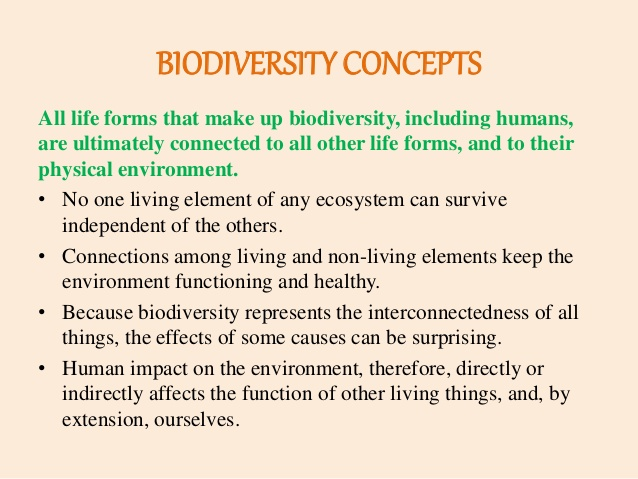 BIODIVERSITY CONCEPTS
All life forms that make up biodiversity, including humans,
are ultimately connected to all other life forms, and to their
physical environment.
• No one living element of any ecosystem can survive
independent of the others.
• Connections among living and non-living elements keep the
environment functioning and healthy.
• Because biodiversity represents the interconnectedness of all
things, the effects of some causes can be surprising.
• Human impact on the environment, therefore, directly or
indirectly affects the function of other living things, and, by
extension, ourselves.